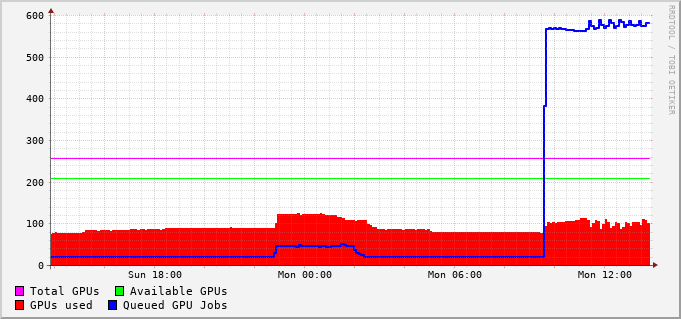 600
500
400
300
200
100
0
Sun 18:00 Mon 00:00 Mon 06:00 Mon 12:00
Total GPUs Available GPUs
GPUs used Queued GPU Jobs
RRDTOOL / TOBI OETIKER